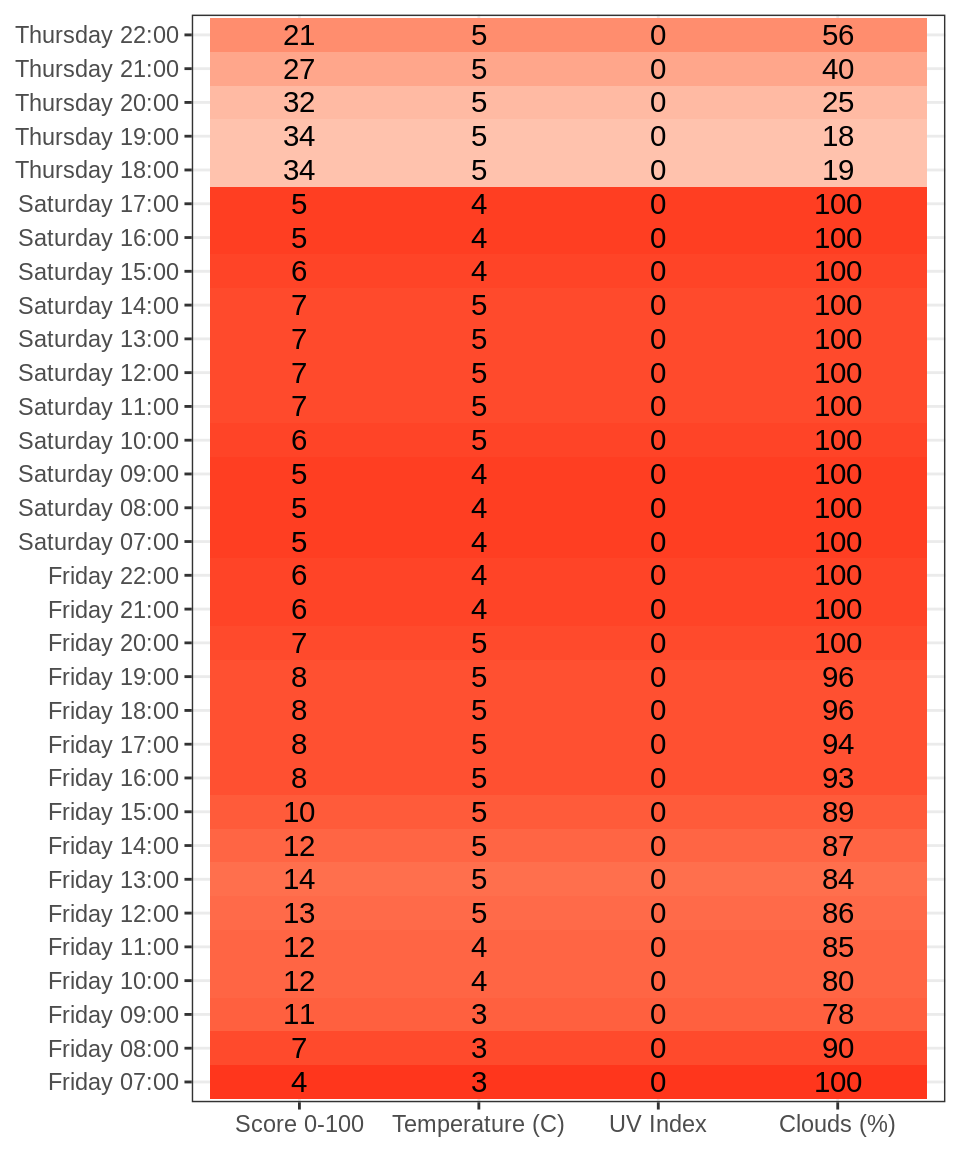 Thursday 22:00 21 5 0 56
Thursday 21:00 27 5 0 40
Thursday 20:00 32 5 0 25
Thursday 19:00 34 5 0 18
Thursday 18:00 34 5 0 19
Saturday 17:00 5 4 0 100
Saturday 16:00 5 4 0 100
Saturday 15:00 6 4 0 100
Saturday 14:00 7 5 0 100
Saturday 13:00 7 5 0 100
Saturday 12:00 7 5 0 100
Saturday 11:00 7 5 0 100
Saturday 10:00 6 5 0 100
Saturday 09:00 5 4 0 100
Saturday 08:00 5 4 0 100
Saturday 07:00 5 4 0 100
Friday 22:00 6 4 0 100
Friday 21:00 6 4 0 100
Friday 20:00 7 5 0 100
Friday 19:00 8 5 0 96
Friday 18:00 8 5 0 96
Friday 17:00 8 5 0 94
Friday 16:00 8 5 0 93
Friday 15:00 10 5 0 89
Friday 14:00 12 5 0 87
Friday 13:00 14 5 0 84
Friday 12:00 13 5 0 86
Friday 11:00 12 4 0 85
Friday 10:00 12 4 0 80
Friday 09:00 11 3 0 78
Friday 08:00 7 3 0 90
Friday 07:00 4 3 0 100
Score 0-100 Temperature (C) UV Index Clouds (%)